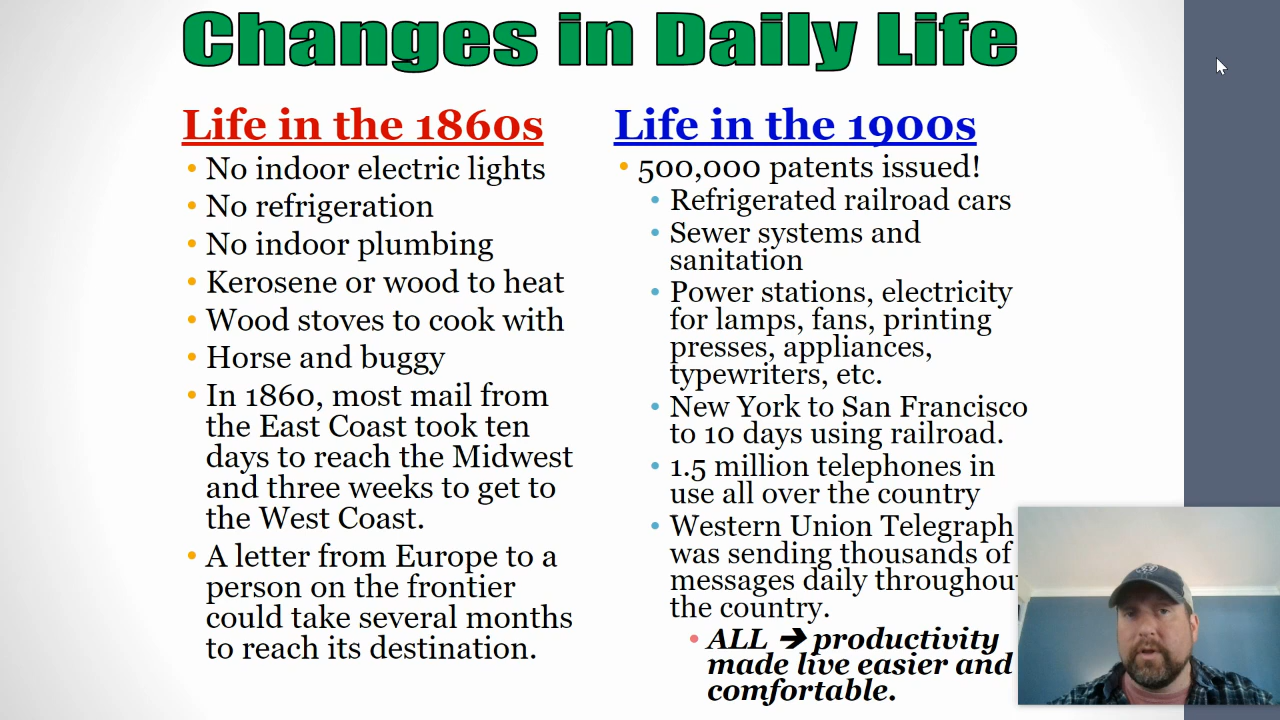 Changes in Daily Life
Life in the 1860s
• No indoor electric lights
• No refrigeration
• No indoor plumbing
• Kerosene or wood to heat
• Wood stoves to cook with
• Horse and buggy
• In 1860, most mail from
the East Coast took ten
days to reach the Midwest
and three weeks to get to
the West Coast.
• A letter from Europe to a
person on the frontier
could take several months
to reach its destination.
Life in the 1900s
• 500,000 patents issued!
• Refrigerated railroad cars
• Sewer systems and
sanitation
• Power stations, electricity
for lamps, fans, printing
presses, appliances,
typewriters, etc.
• New York to San Francisco
to 10 days using railroad.
• 1.5 million telephones in
use all over the country
• Western Union Telegraph
was sending thousands of
messages daily throughout
the country.
• ALL ➔ productivity
made live easier and
comfortable.